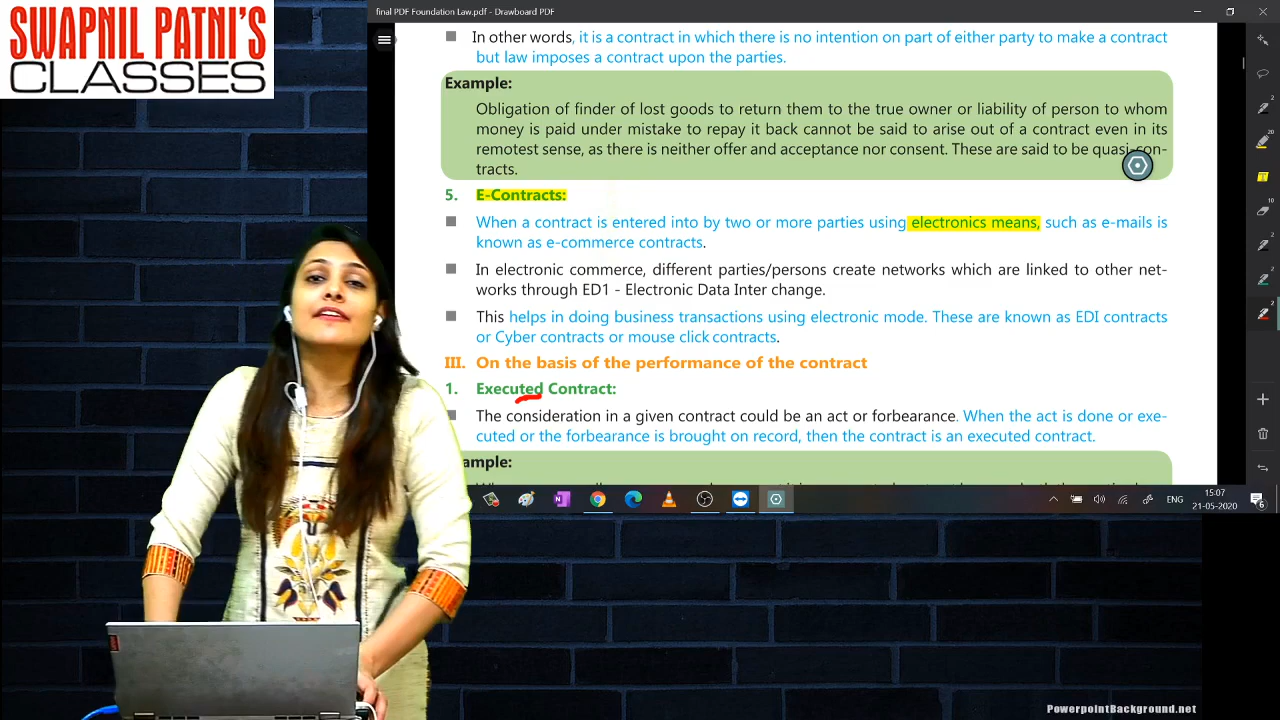 SWAPNIL PATNI'S
CLASSES
final PDF Foundation Law.pdf - Drawboard PDF
■ In other words, it is a contract in which there is no intention on part of either party to make a contract
but law imposes a contract upon the parties.
Example:
Obligation of finder of lost goods to return them to the true owner or liability of person to whom
money is paid under mistake to repay it back cannot be said to arise out of a contract even in its
remotest sense, as there is neither offer and acceptance nor consent. These are said to be quasi-con-
tracts.
5. E-Contracts:
■ When a contract is entered into by two or more parties using electronics means, such as e-mails is
known as e-commerce contracts.
■ In electronic commerce, different parties/persons create networks which are linked to other net-
works through ED1 - Electronic Data Inter change.
■ This helps in doing business transactions using electronic mode. These are known as EDI contracts
or Cyber contracts or mouse click contracts.
III. On the basis of the performance of the contract
1. Executed Contract:
■ The consideration in a given contract could be an act or forbearance. When the act is done or exe-
cuted or the forbearance is brought on record, then the contract is an executed contract.
ample:
ENG
15:07
21-05-2020
PowerpointBackground.net